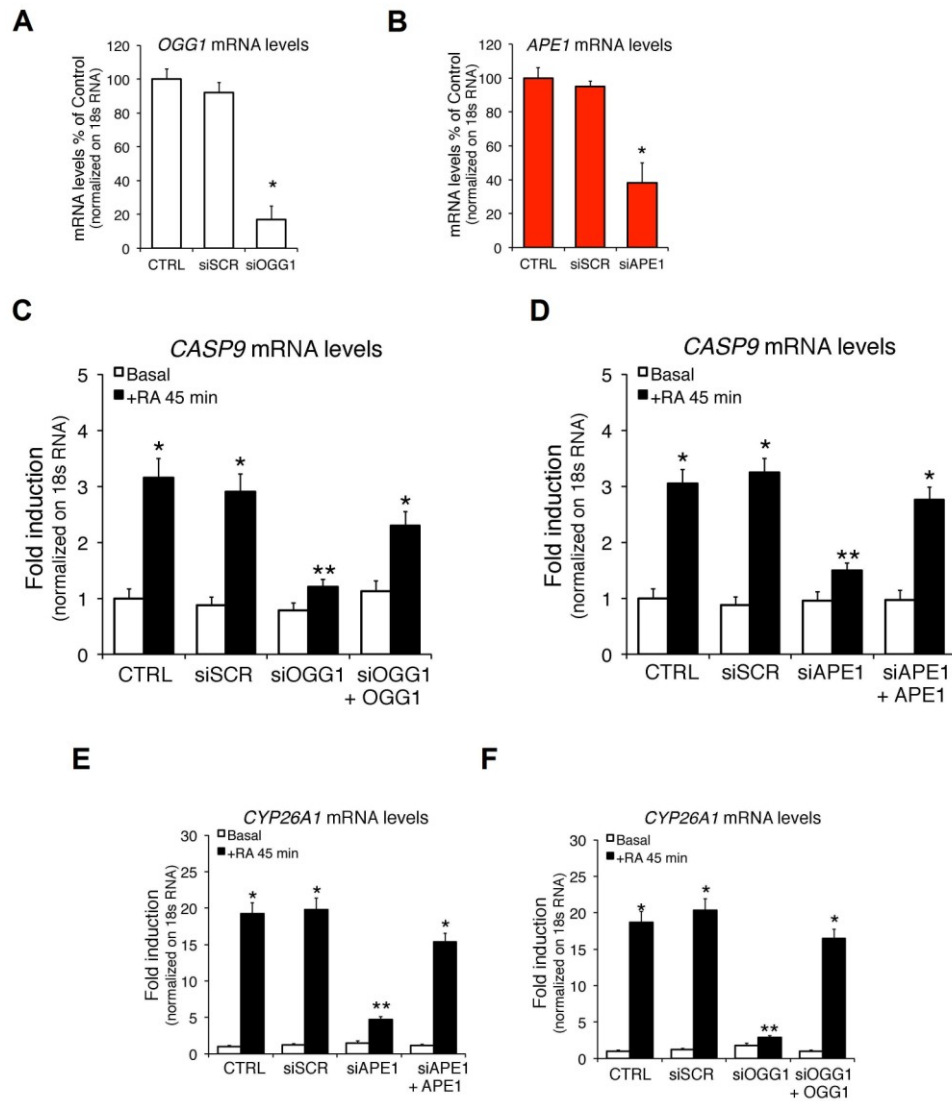 A
OGG1 mRNA levels
mRNA levels % of Control
(normalized on 18s RNA)
120
100
80
60
40
20
0
*
CTRL siSCR siOGG1
B
APE1 mRNA levels
mRNA levels % of Control
(normalized on 18s RNA)
120
100
80
60
40
20
0
*
CTRL siSCR siAPE1
C
CASP9 mRNA levels
Basal
+RA 45 min
Fold induction
(normalized on 18s RNA)
5
4
3
2
1
0
* * ** *
CTRL siSCR siOGG1 siOGG1
+ OGG1
D
CASP9 mRNA levels
Basal
+RA 45 min
Fold induction
(normalized on 18s RNA)
5
4
3
2
1
0
* * ** *
CTRL siSCR siAPE1 siAPE1
+ APE1
E
CYP26A1 mRNA levels
Basal
+RA 45 min
Fold induction
(normalized on 18s RNA)
30
25
20
15
10
5
0
* * ** *
CTRL siSCR siAPE1 siAPE1
+ APE1
F
CYP26A1 mRNA levels
Basal
+RA 45 min
Fold induction
(normalized on 18s RNA)
30
25
20
15
10
5
0
* * ** *
CTRL siSCR siOGG1 siOGG1
+ OGG1